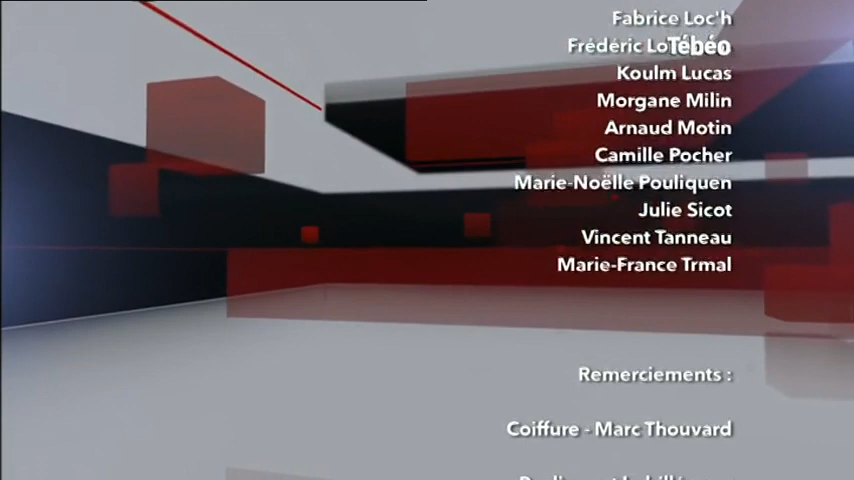 Fabrice Loc'h
Frédéric
Tébéo
Koulm Lucas
Morgane Milin
Arnaud Motin
Camille Pocher
Marie-Noëlle Pouliquen
Julie Sicot
Vincent Tanneau
Marie-France Trmal
Remerciements :
Coiffure - Marc Thouvard